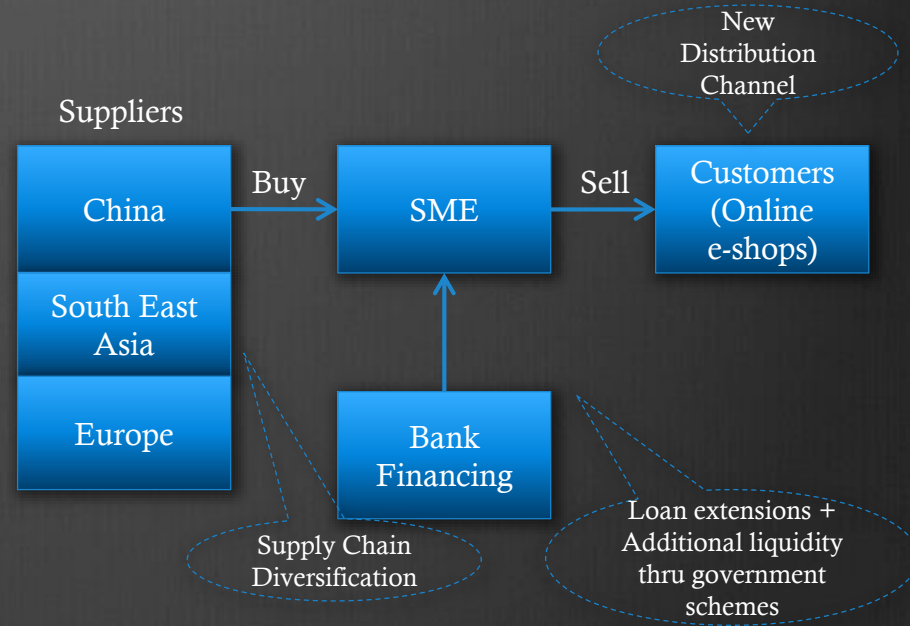 New
Distribution
Channel
Suppliers
China
Buy
SME
Sell
Customers
(Online
e-shops)
South East
Asia
Europe
Bank
Financing
Supply Chain
Diversification
Loan extensions +
Additional liquidity
thru government
schemes